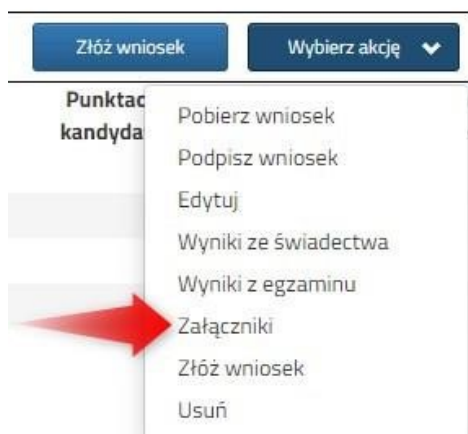 Złóż wniosek
Wybierz akcję
Punktac
kandyda
Pobierz wniosek
Podpisz wniosek
Edytuj
Wyniki ze świadectwa
Wyniki z egzaminu
Załączniki
Złóż wniosek
Usuń